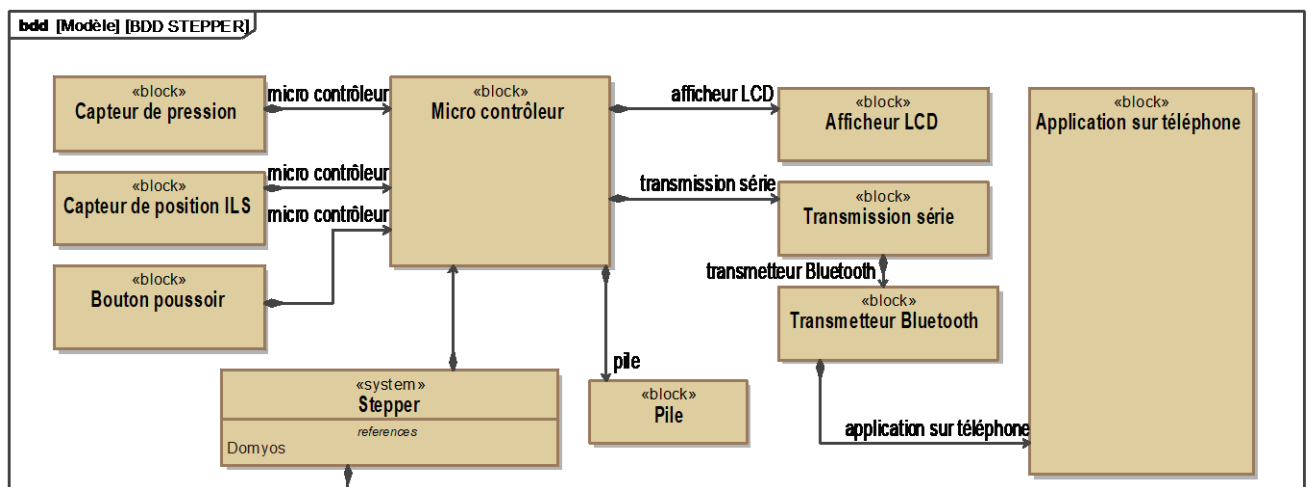 bdd [Modèle] [BDD STEPPER]
«block»
Capteur de pression
micro contrôleur
«block»
Micro contrôleur
afficheur LCD
«block»
Afficheur LCD
«block»
Application sur téléphone
«block»
Capteur de position ILS
micro contrôleur
micro contrôleur
transmission série
«block»
Transmission série
«block»
Bouton poussoir
transmetteur Bluetooth
«block»
Transmetteur Bluetooth
pile
«system»
Stepper
references
Domyos
«block»
Pile
application sur téléphone